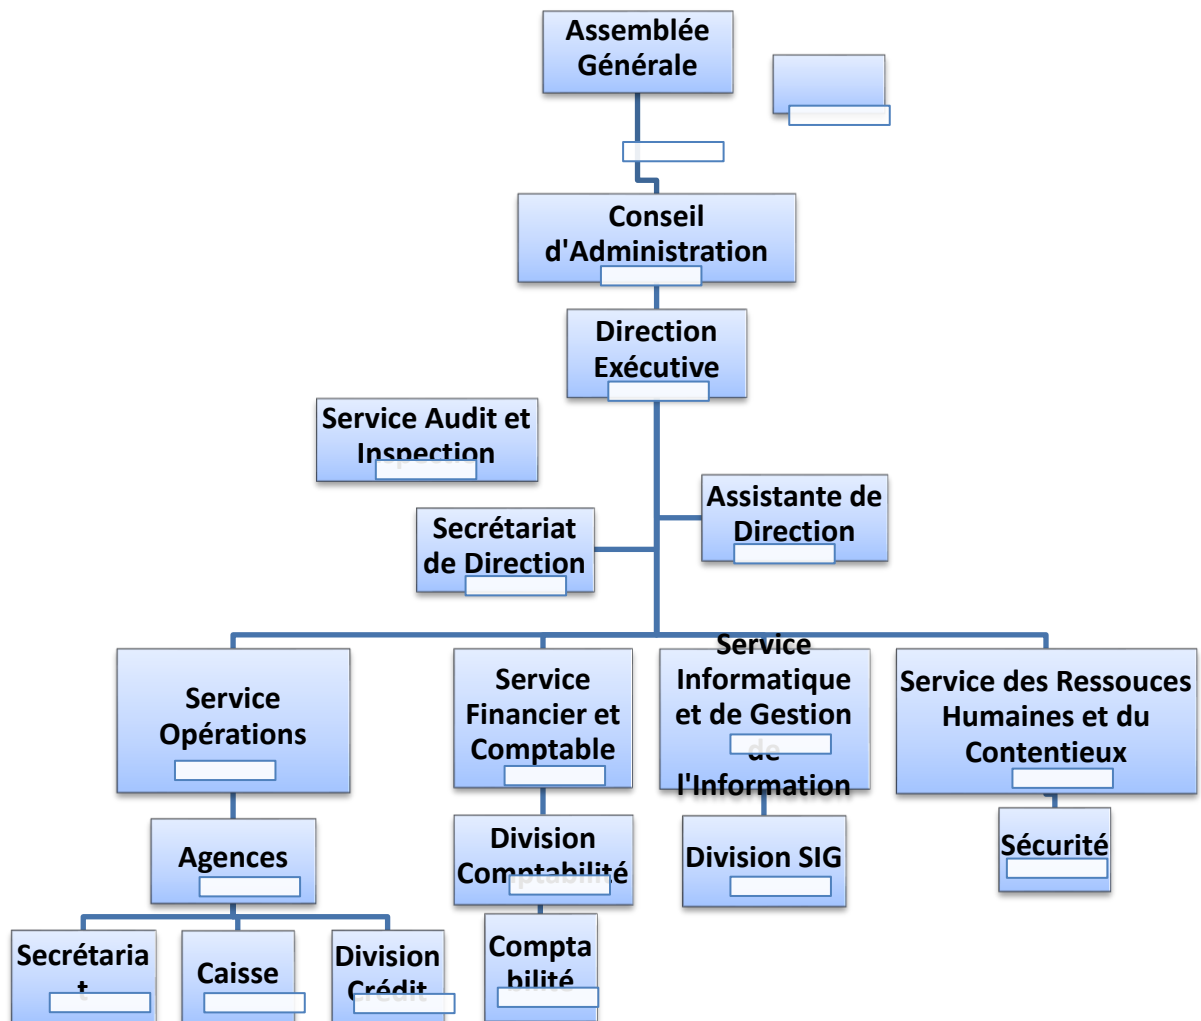 Assemblée
Générale
Conseil
d'Administration
Direction
Exécutive
Service Audit et
Inspection
Assistante de
Direction
Secrétariat
de Direction
Service
Opérations
Service
Financier et
Comptable
Service
Informatique
et de Gestion
de
l'Information
Service des Ressouces
Humaines et du
Contentieux
Agences
Division
Comptabilité
Division SIG
Sécurité
Secrétaria
t
Caisse
Division
Crédit
Compta
bilité